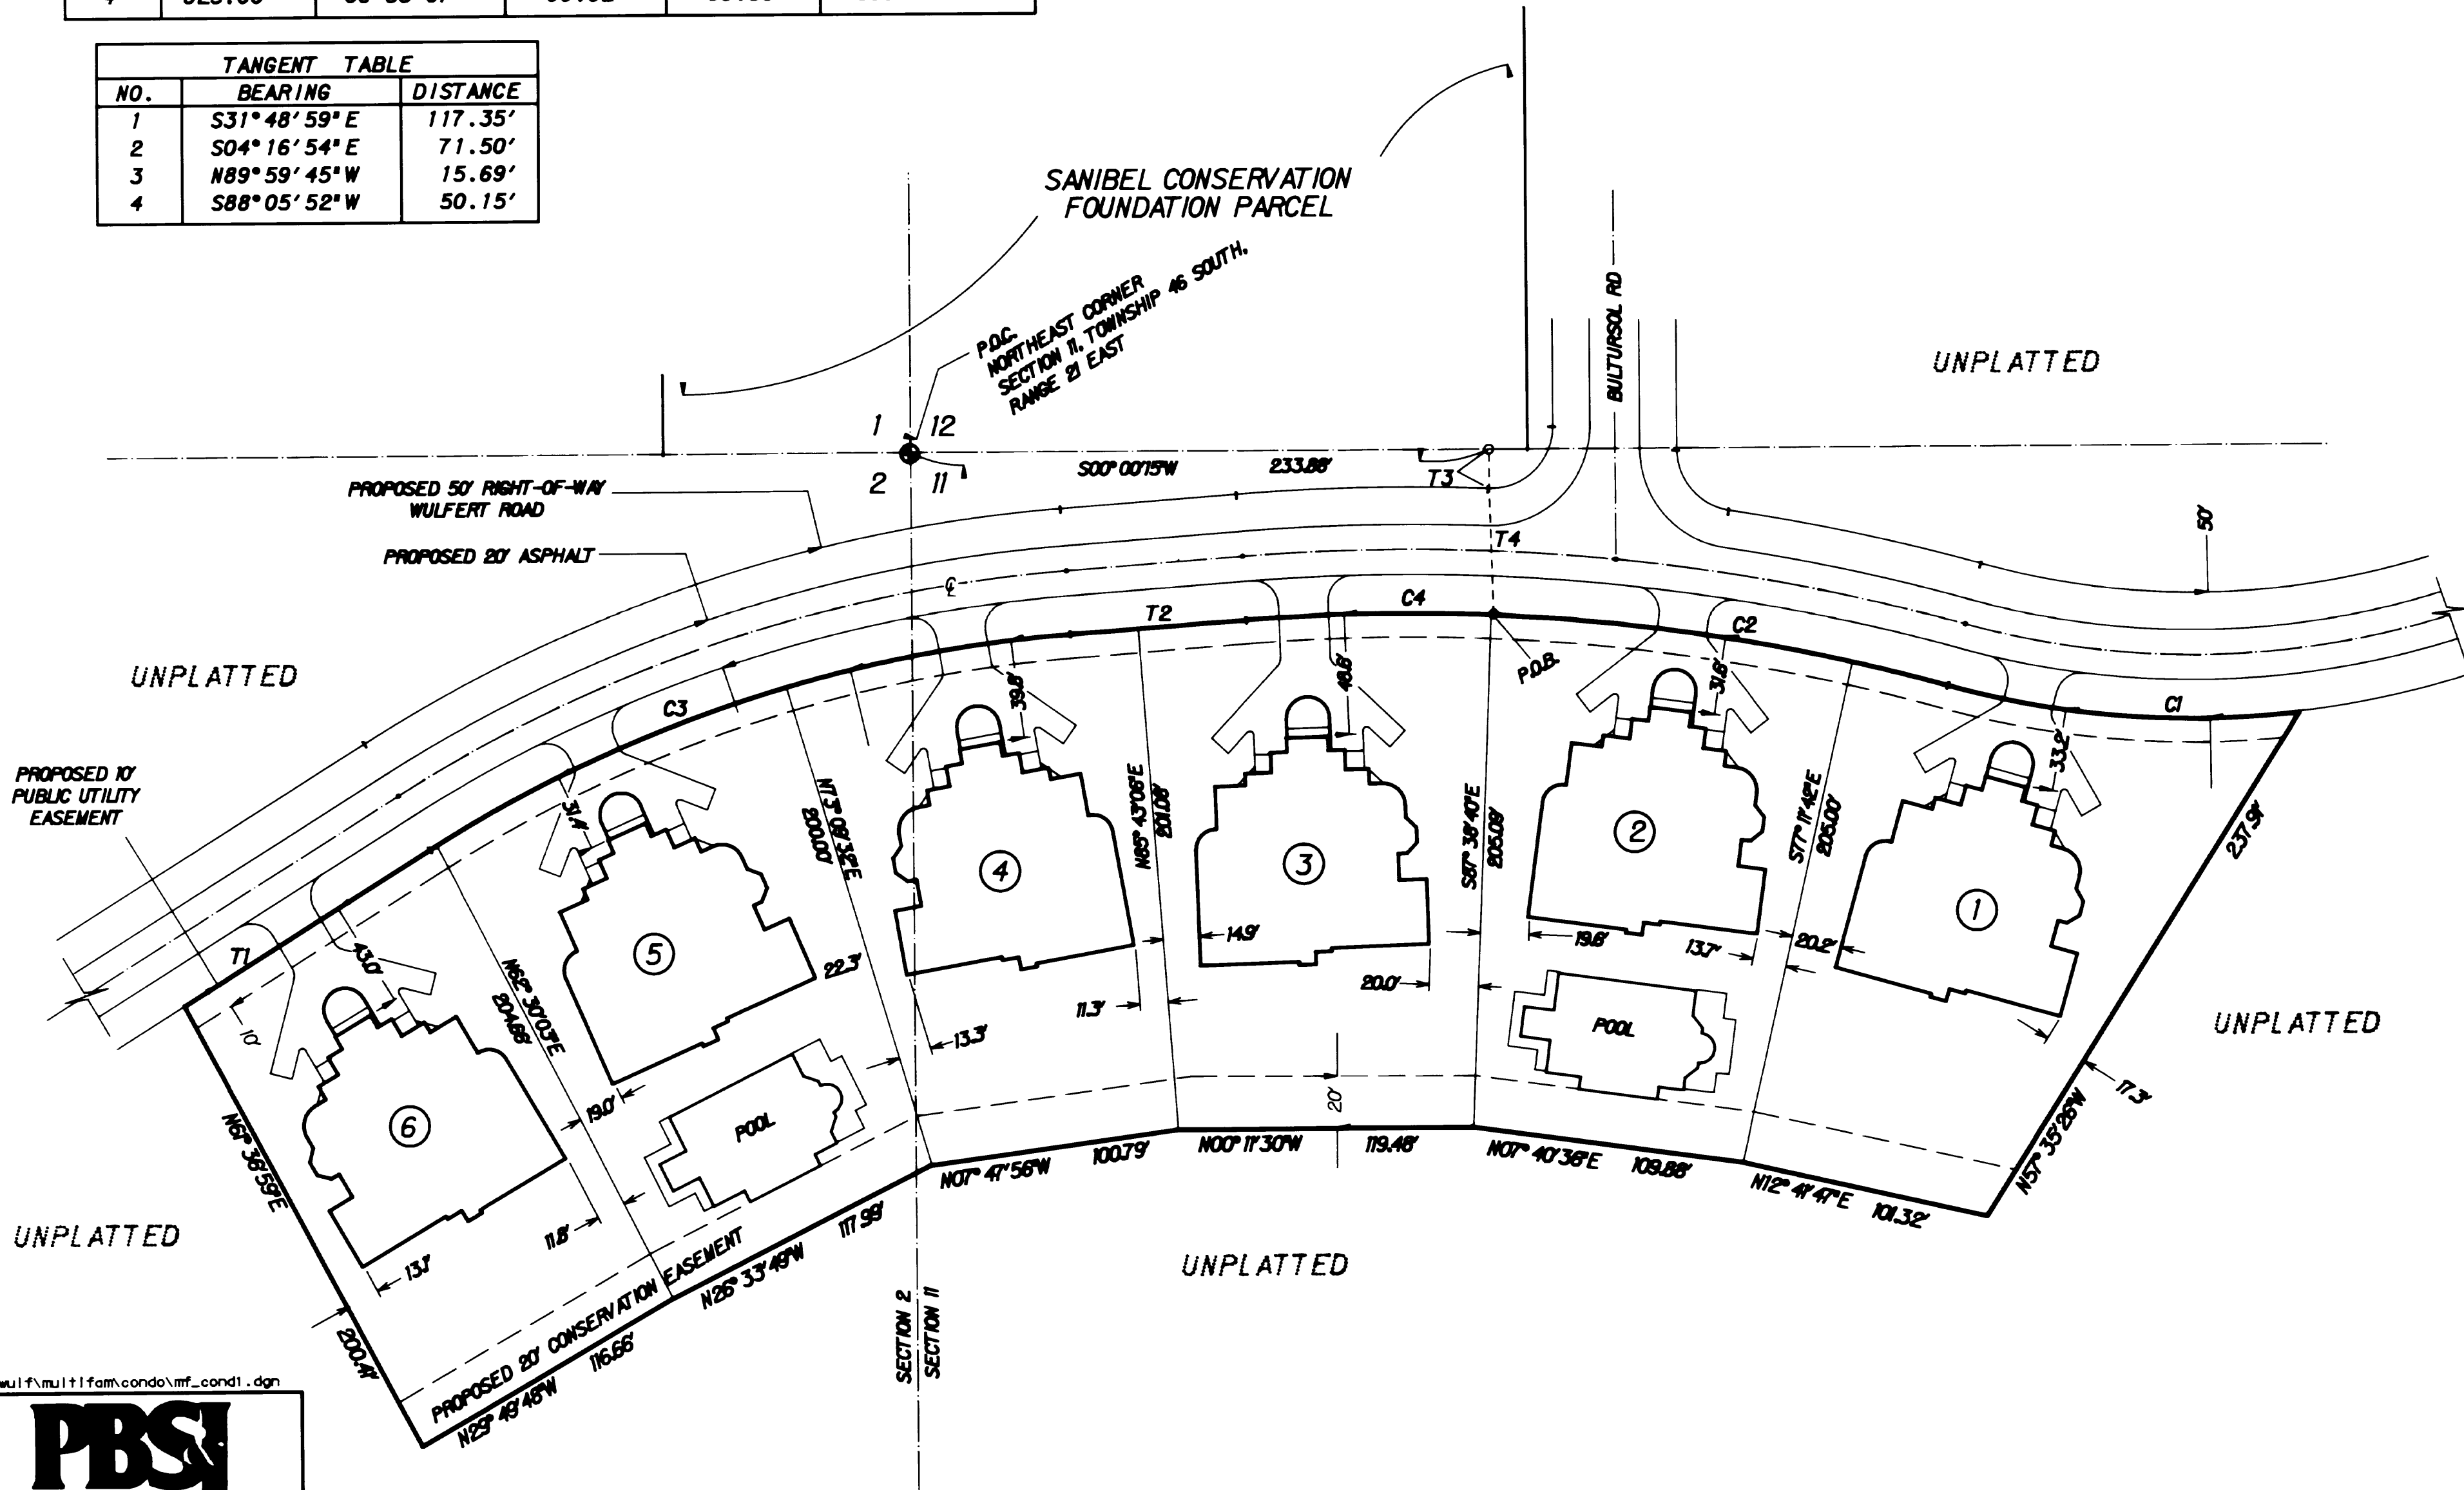 TANGENT TABLE
NO. BEARING DISTANCE
1 S31°48'59"E 117.35'
2 S04°16'54"E 71.50'
3 N89°59'45"W 15.69'
4 S88°05'52"W 50.15'
SANIBEL CONSERVATION
FOUNDATION PARCEL
P.O.C.
NORTHEAST CORNER
SECTION 11, TOWNSHIP 46 SOUTH,
RANGE 21 EAST
BULTURSOL RD
UNPLATTED
1 12
2 11
S00°00'15"W 233.88'
T3
PROPOSED 50' RIGHT-OF-WAY
WULFERT ROAD
PROPOSED 20' ASPHALT
50'
T4
℄
T2
C4
C2
C1
C3
T1
P.O.B.
UNPLATTED
PROPOSED 10'
PUBLIC UTILITY
EASEMENT
10'
43.0'
31.4'
39.8'
48.8'
31.6'
33.2'
N73°09'32"E
200.00'
N85°43'06"E
201.08'
S87°38'40"E
205.09'
S77°11'42"E
205.00'
237.91'
N62°30'03"E
204.68'
6
5
4
3
2
1
22.3'
14.9'
19.6'
13.7'
20.2'
20.0'
11.3'
13.3'
19.0'
11.8'
13.1'
17.3'
POOL
POOL
20'
UNPLATTED
N61°36'59"E
200.41'
UNPLATTED
N07°47'56"W 100.79'
N00°11'30"W 119.48'
N07°40'36"E 109.88'
N12°41'47"E 101.32'
N57°35'26"W
N26°33'49"W 117.99'
N29°49'48"W 116.66'
PROPOSED 20' CONSERVATION EASEMENT
UNPLATTED
SECTION 2
SECTION 11
wulf\multifam\condo\mf_cond1.dgn
PBSJ